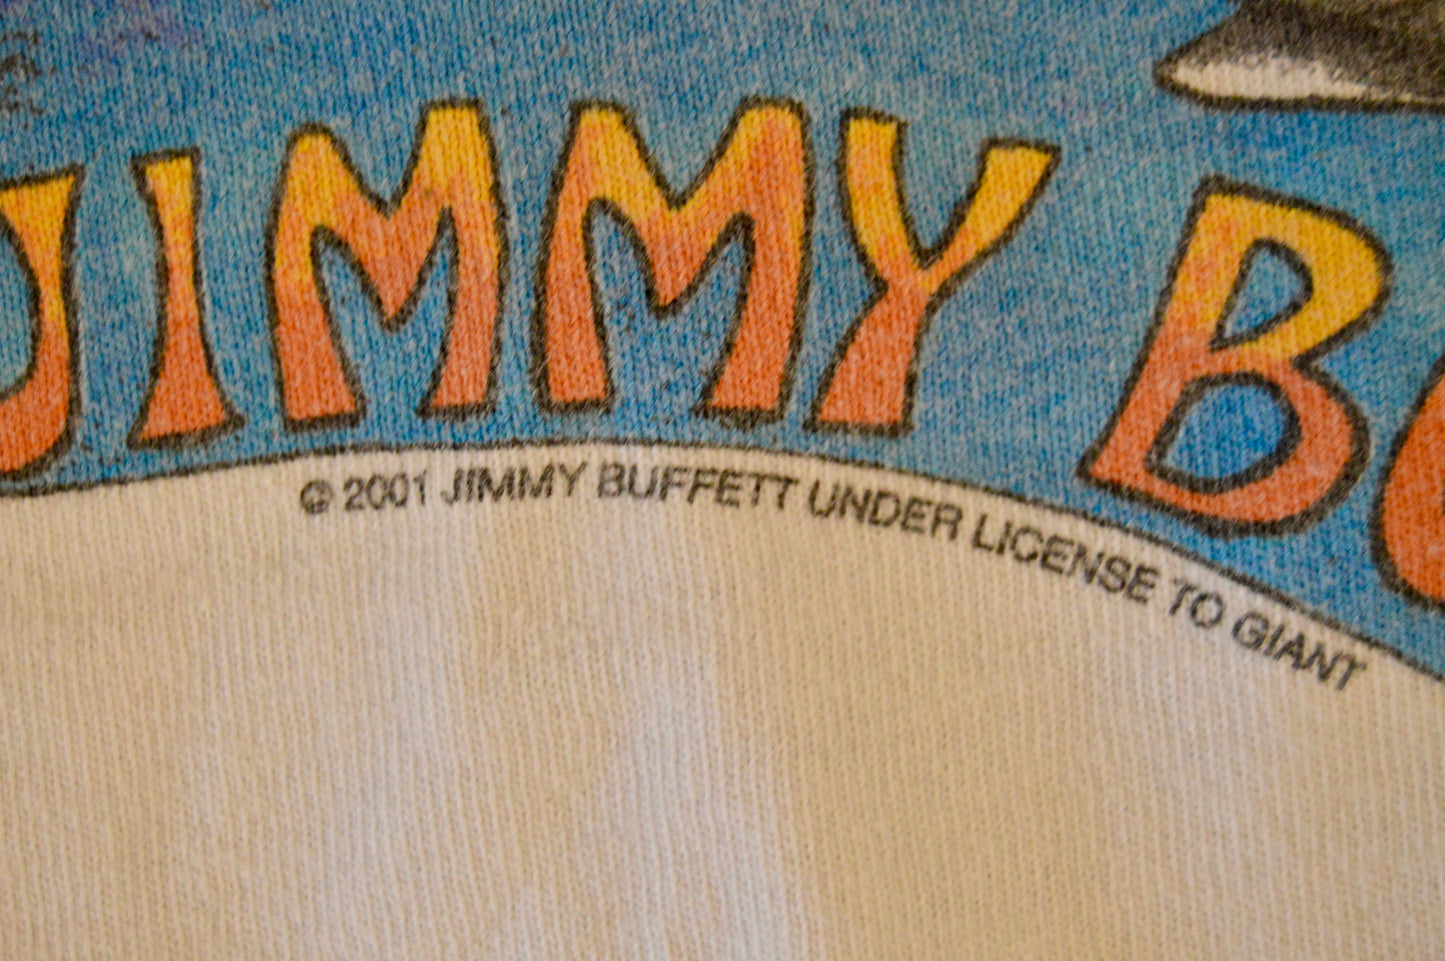 JIMMY B
© 2001 JIMMY BUFFETT UNDER LICENSE TO GIANT